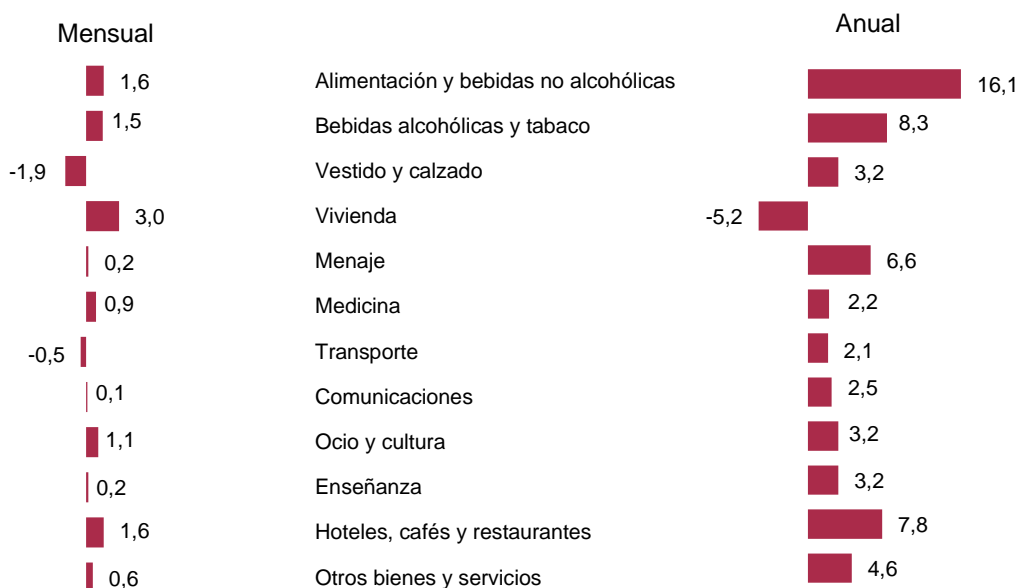 Mensual Anual
1,6 Alimentación y bebidas no alcohólicas 16,1
1,5 Bebidas alcohólicas y tabaco 8,3
-1,9 Vestido y calzado 3,2
3,0 Vivienda -5,2
0,2 Menaje 6,6
0,9 Medicina 2,2
-0,5 Transporte 2,1
0,1 Comunicaciones 2,5
1,1 Ocio y cultura 3,2
0,2 Enseñanza 3,2
1,6 Hoteles, cafés y restaurantes 7,8
0,6 Otros bienes y servicios 4,6